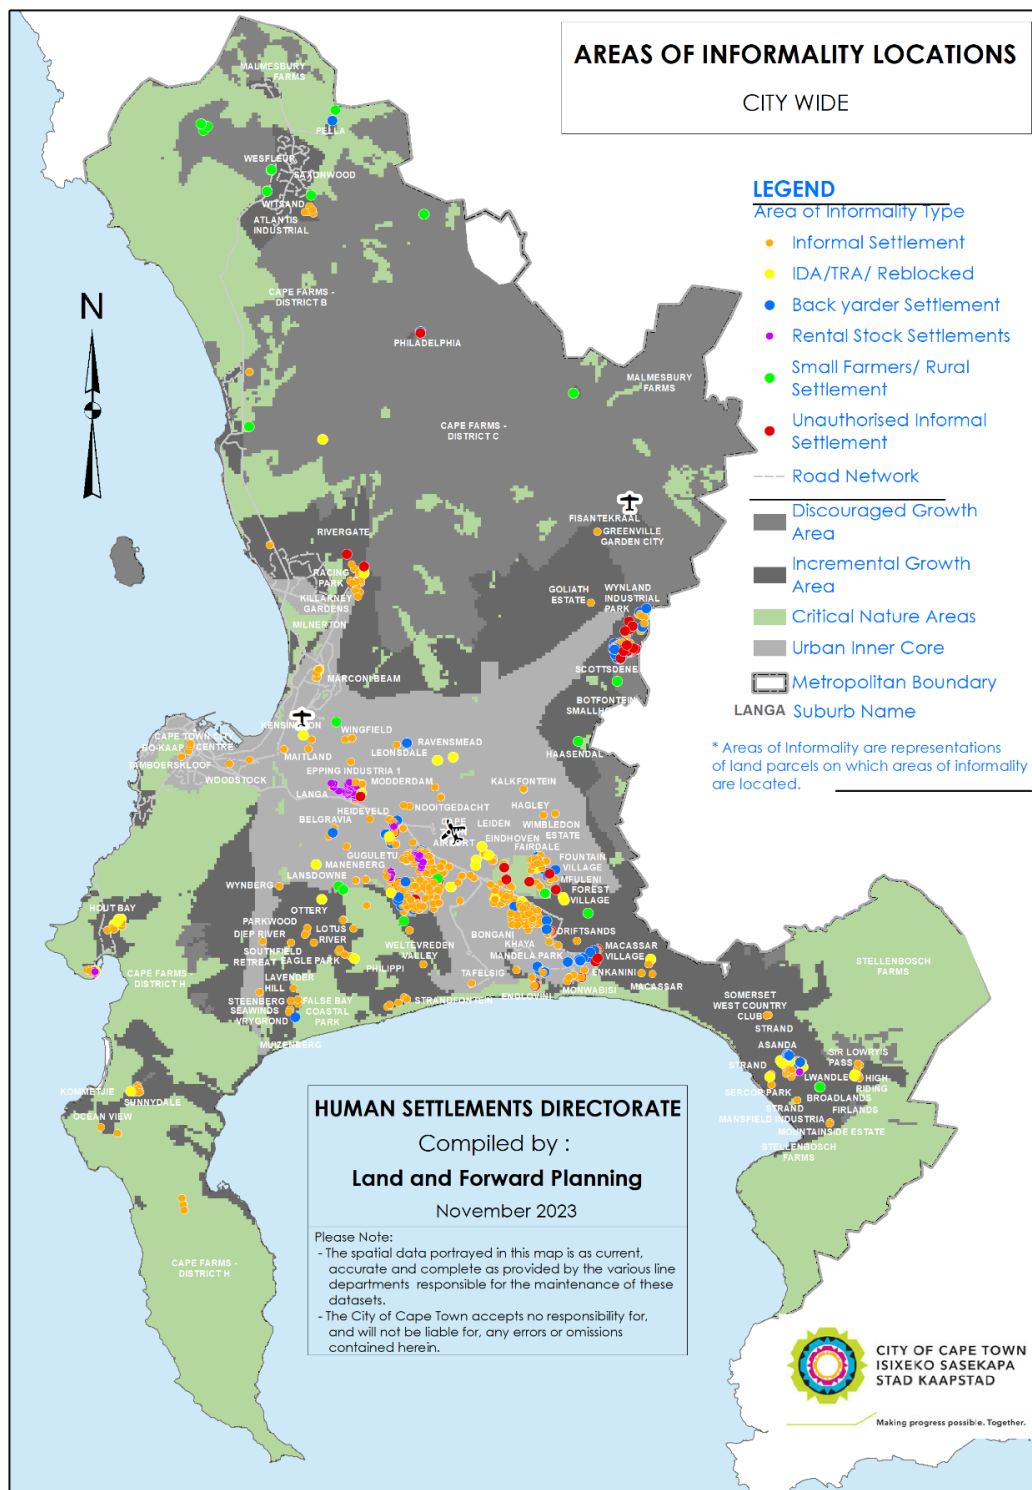 AREAS OF INFORMALITY LOCATIONS
CITY WIDE
LEGEND
Area of Informality Type
Informal Settlement
IDA/TRA/ Reblocked
Back yarder Settlement
Rental Stock Settlements
Small Farmers/ Rural
Settlement
Unauthorised Informal
Settlement
Road Network
Discouraged Growth
Area
Incremental Growth
Area
Critical Nature Areas
Urban Inner Core
Metropolitan Boundary
LANGA Suburb Name
* Areas of Informality are representations
of land parcels on which areas of informality
are located.
N
MALMESBURY
FARMS
PELLA
WESFLEUR
SAXONWOOD
WITSAND
ATLANTIS
INDUSTRIAL
CAPE FARMS -
DISTRICT B
PHILADELPHIA
MALMESBURY
FARMS
CAPE FARMS -
DISTRICT C
FISANTEKRAAL
GREENVILLE
GARDEN CITY
RIVERGATE
RACING
PARK
KILLARNEY
GARDENS
GOLIATH
ESTATE
WYNLAND
INDUSTRIAL
PARK
MILNERTON
SCOTTSDENE
MARCONI BEAM
BOTFONTEIN
SMALLHO
KENSINGTON
WINGFIELD
CAPE TOWN CITY
CENTRE
BO-KAAP
TAMBOERSKLOOF
WOODSTOCK
MAITLAND
LEONSDALE
RAVENSMEAD
HAASENDAL
EPPING INDUSTRIA 1
MODDERDAM
KALKFONTEIN
LANGA
NOOITGEDACHT
HEIDEVELD
HAGLEY
BELGRAVIA
CAPE
TOWN
AIRPORT
LEIDEN
WIMBLEDON
ESTATE
EINDHOVEN
FAIRDALE
GUGULETU
MANENBERG
FOUNTAIN
VILLAGE
LANSDOWNE
MFULENI
FOREST
VILLAGE
WYNBERG
HOUT BAY
OTTERY
PARKWOOD
LOTUS
RIVER
DIEP RIVER
SOUTHFIELD
RETREAT
EAGLE PARK
WELTEVREDEN
VALLEY
BONGANI
KHAYA
DRIFTSANDS
MANDELA PARK
MACASSAR
VILLAGE
CAPE FARMS -
DISTRICT H
PHILIPPI
TAFELSIG
ENKANINI
MACASSAR
MONWABISI
ENDLOVINI
LAVENDER
HILL
STEENBERG
SEAWINDS
VRYGROND
FALSE BAY
COASTAL
PARK
STRANDFONTEIN
MUIZENBERG
STELLENBOSCH
FARMS
SOMERSET
WEST COUNTRY
CLUB
STRAND
ASANDA
STRAND
SIR LOWRY'S
PASS
LWANDLE
HIGH
RIDING
SERCOR PARK
BROADLANDS
STRAND
FIRLANDS
MANSFIELD INDUSTRIA
MOUNTAINSIDE ESTATE
STELLENBOSCH
FARMS
KOMMETJIE
SUNNYDALE
OCEAN VIEW
CAPE FARMS -
DISTRICT H
HUMAN SETTLEMENTS DIRECTORATE
Compiled by :
Land and Forward Planning
November 2023
Please Note:
- The spatial data portrayed in this map is as current,
accurate and complete as provided by the various line
departments responsible for the maintenance of these
datasets.
- The City of Cape Town accepts no responsibility for,
and will not be liable for, any errors or omissions
contained herein.
CITY OF CAPE TOWN
ISIXEKO SASEKAPA
STAD KAAPSTAD
Making progress possible. Together.